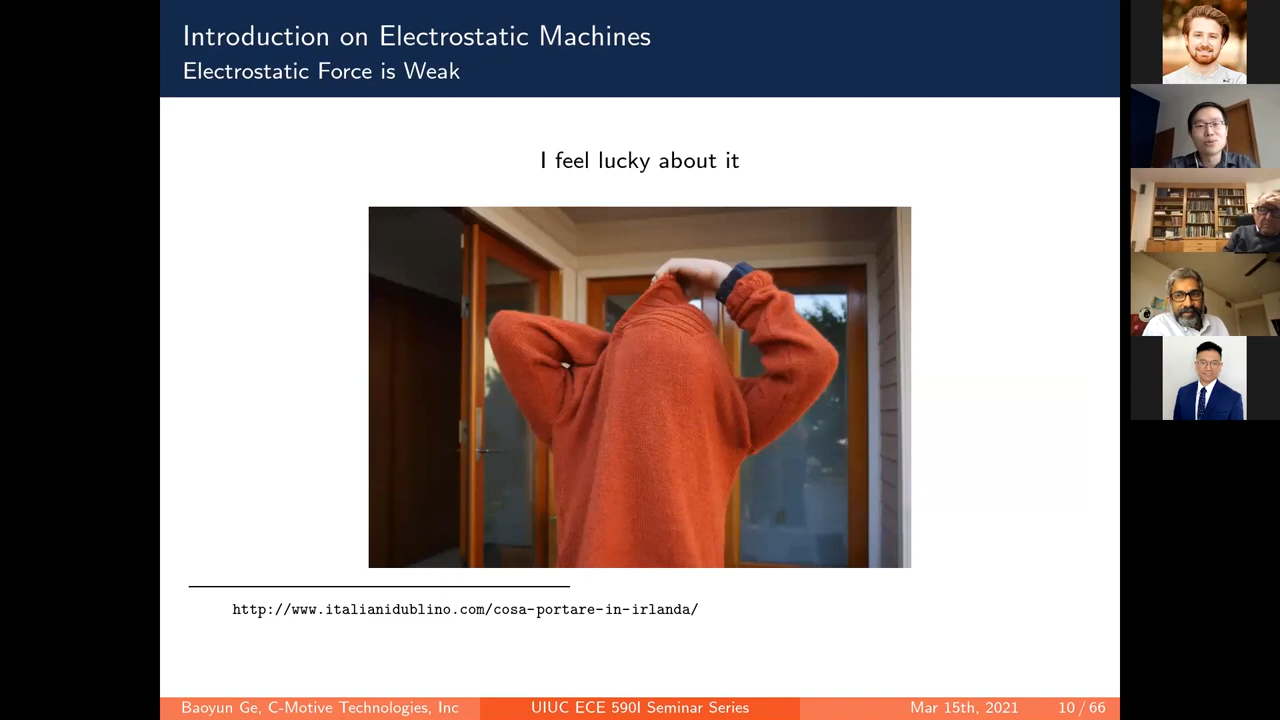 Introduction on Electrostatic Machines
Electrostatic Force is Weak
I feel lucky about it
http://www.italianidublino.com/cosa-portare-in-irlanda/
Baoyun Ge, C-Motive Technologies, Inc
UIUC ECE 590I Seminar Series
Mar 15th, 2021
10 / 66